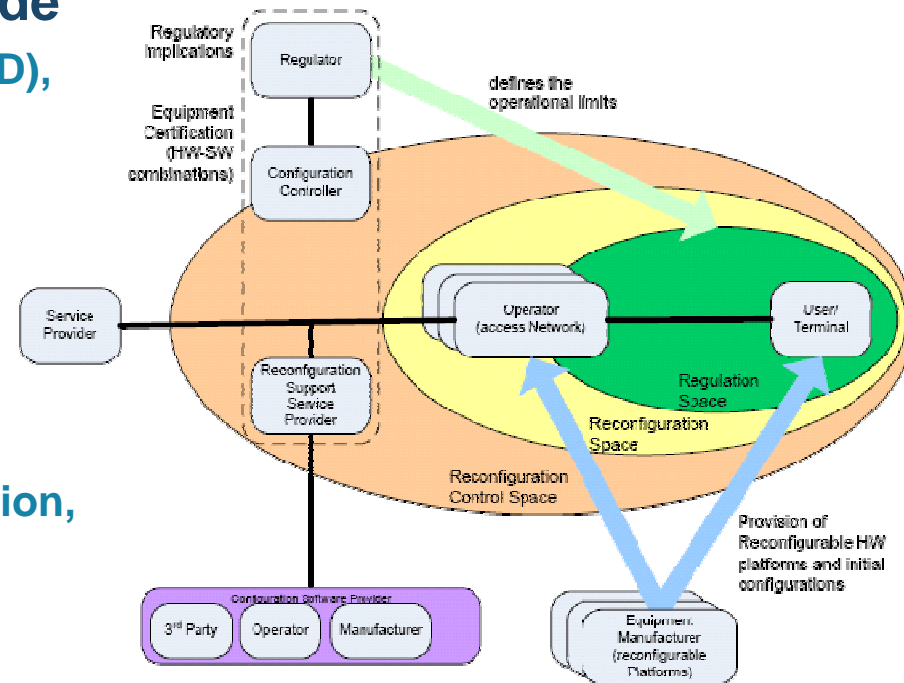 de
D),
Regulatory
Implications
Regulator
defines the
operational limits
Equipment
Certification
(HW-SW
combinations)
Configuration
Controller
Service
Provider
Operator
(access Network)
User/
Terminal
Reconfiguration
Support
Service
Provider
Regulation
Space
Reconfiguration
Space
Reconfiguration
Control Space
ion,
Provision of
Reconfigurable HW
platforms and initial
configurations
Configuration Software Provider
3rd Party
Operator
Manufacturer
Equipment
Manufacturer
(reconfigurable
Platforms)